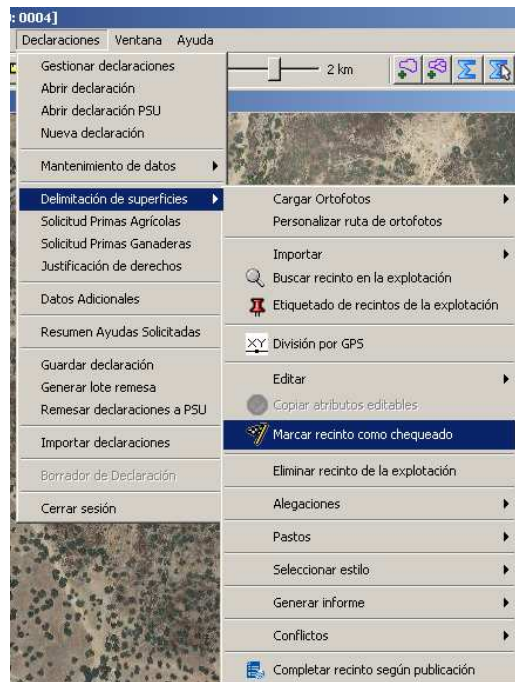 : 0004]
Declaraciones Ventana Ayuda
2 km
Gestionar declaraciones
Abrir declaración
Abrir declaración PSU
Nueva declaración
Mantenimiento de datos
Delimitación de superficies
Solicitud Primas Agrícolas
Solicitud Primas Ganaderas
Justificación de derechos
Datos Adicionales
Resumen Ayudas Solicitadas
Guardar declaración
Generar lote remesa
Remesar declaraciones a PSU
Importar declaraciones
Borrador de Declaración
Cerrar sesión
Cargar Ortofotos
Personalizar ruta de ortofotos
Importar
Buscar recinto en la explotación
Etiquetado de recintos de la explotación
XY División por GPS
Editar
Copiar atributos editables
Marcar recinto como chequeado
Eliminar recinto de la explotación
Alegaciones
Pastos
Seleccionar estilo
Generar informe
Conflictos
Completar recinto según publicación